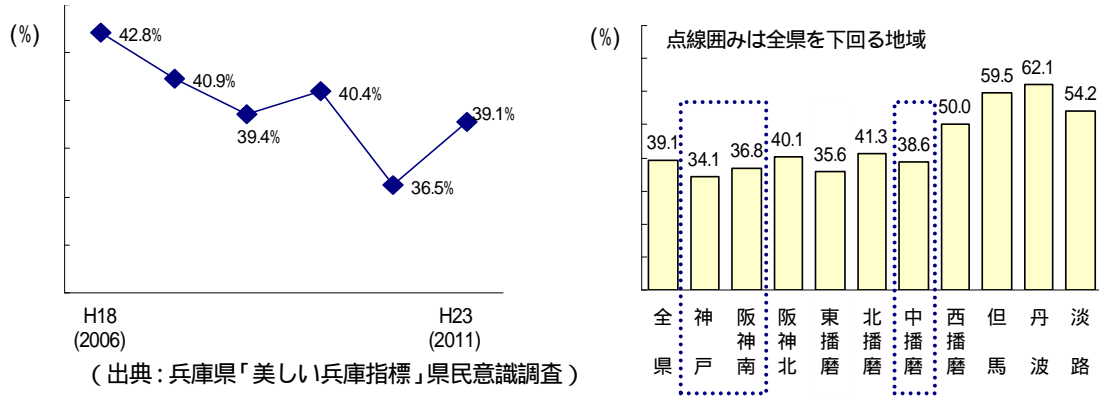 (%)
42.8%
40.9%
39.4%
40.4%
36.5%
39.1%
H18
(2006)
H23
(2011)
(出典:兵庫県「美しい兵庫指標」県民意識調査)
(%)
点線囲みは全県を下回る地域
39.1
34.1
36.8
40.1
35.6
41.3
38.6
50.0
59.5
62.1
54.2
全県
神戸
阪神南
阪神北
東播磨
北播磨
中播磨
西播磨
但馬
丹波
淡路